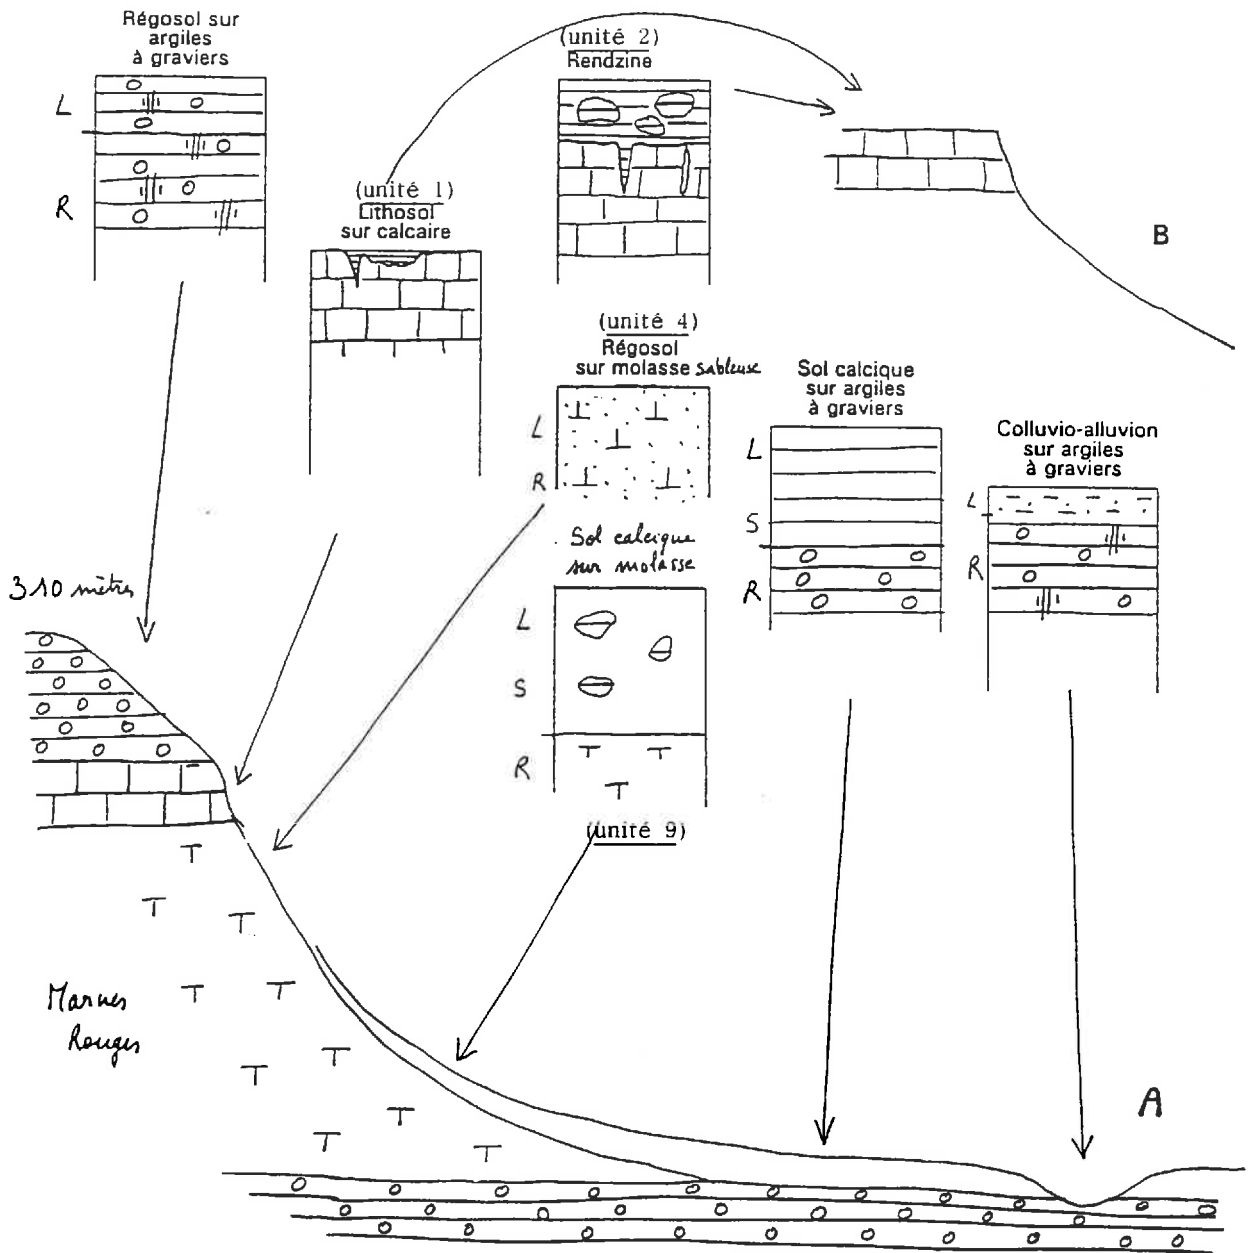 Régosol sur
argiles
à graviers
L
R
(unité 1)
Lithosol
sur calcaire
(unité 2)
Rendzine
B
(unité 4)
Régosol
sur molasse sableuse
L
R
Sol calcique
sur molasse
L
S
R
(unité 9)
Sol calcique
sur argiles
à graviers
L
S
R
Colluvio-alluvion
sur argiles
à graviers
L
R
310 mètres
Marnes
Rouges
A